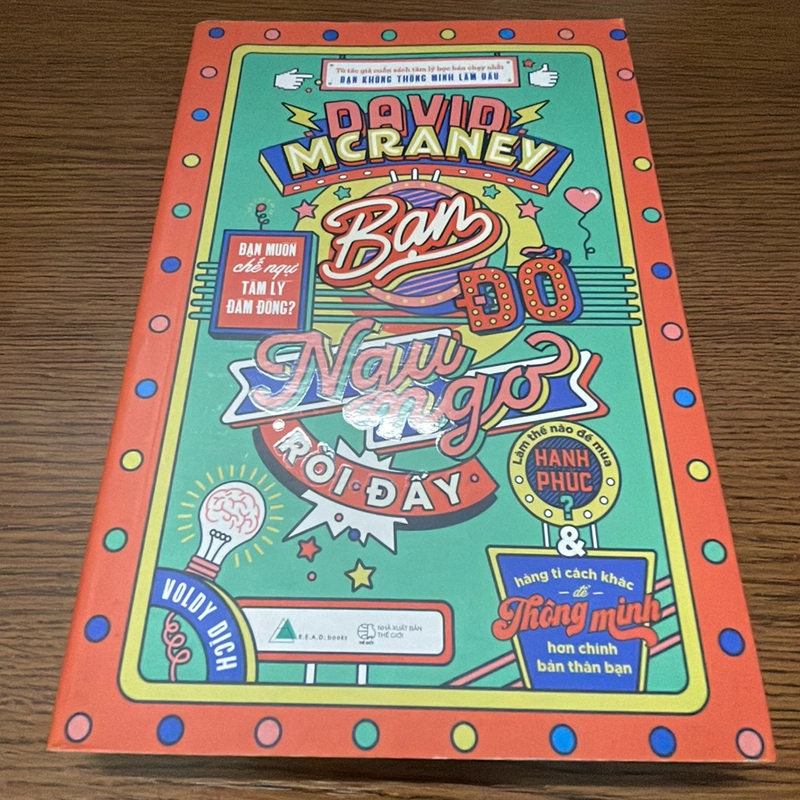 Từ tác giả cuốn sách tâm lý học bán chạy nhất
BẠN KHÔNG THÔNG MINH LẮM ĐÂU
DAVID
MCRANEY
Bạn
ĐỠ
BẠN MUỐN
chế ngự
TÂM LÝ
ĐÁM ĐÔNG?
Ngu
ngơ
RỒI ĐẤY
Làm thế nào để mua
HẠNH
PHÚC
?
&
hàng tỉ cách khác
để
Thông minh
hơn chính
bản thân bạn
VOLDY DỊCH
A.R.E.A.D. books
NHÀ XUẤT BẢN
THẾ GIỚI
THẾ GIỚI